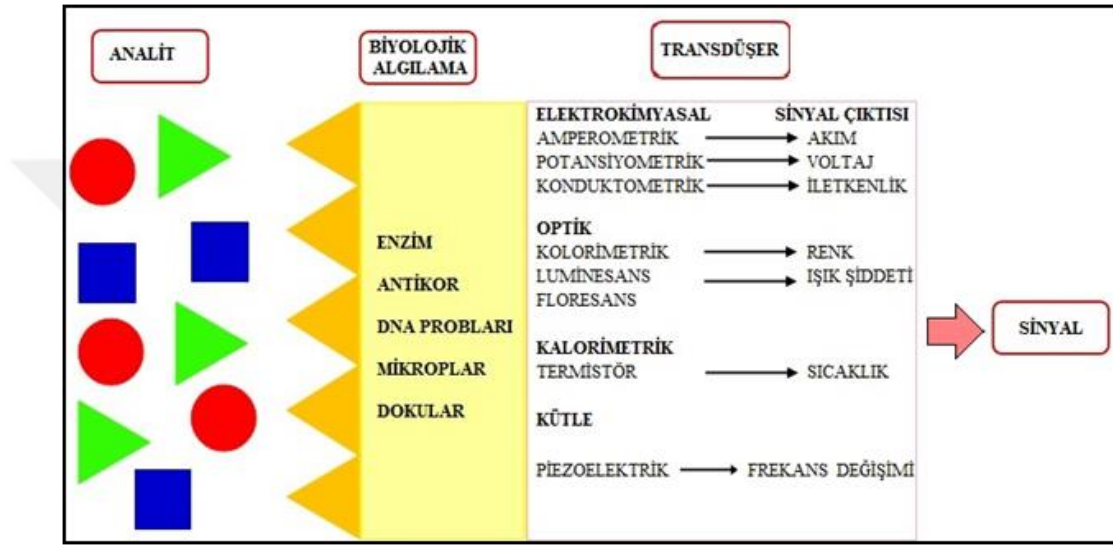 ANALİT
BİYOLOJİK
ALGILAMA
TRANSDÜŞER
ENZİM
ANTİKOR
DNA PROBLARI
MİKROPLAR
DOKULAR
ELEKTROKİMYASAL SİNYAL ÇIKTISI
AMPEROMETRİK AKIM
POTANSİYOMETRİK VOLTAJ
KONDUKTOMETRİK İLETKENLİK
OPTİK
KOLORİMETRİK RENK
LUMİNESANS IŞIK ŞİDDETİ
FLORESANS
KALORİMETRİK
TERMİSTÖR SICAKLIK
KÜTLE
PİEZOELEKTRİK FREKANS DEĞİŞİMİ
SİNYAL